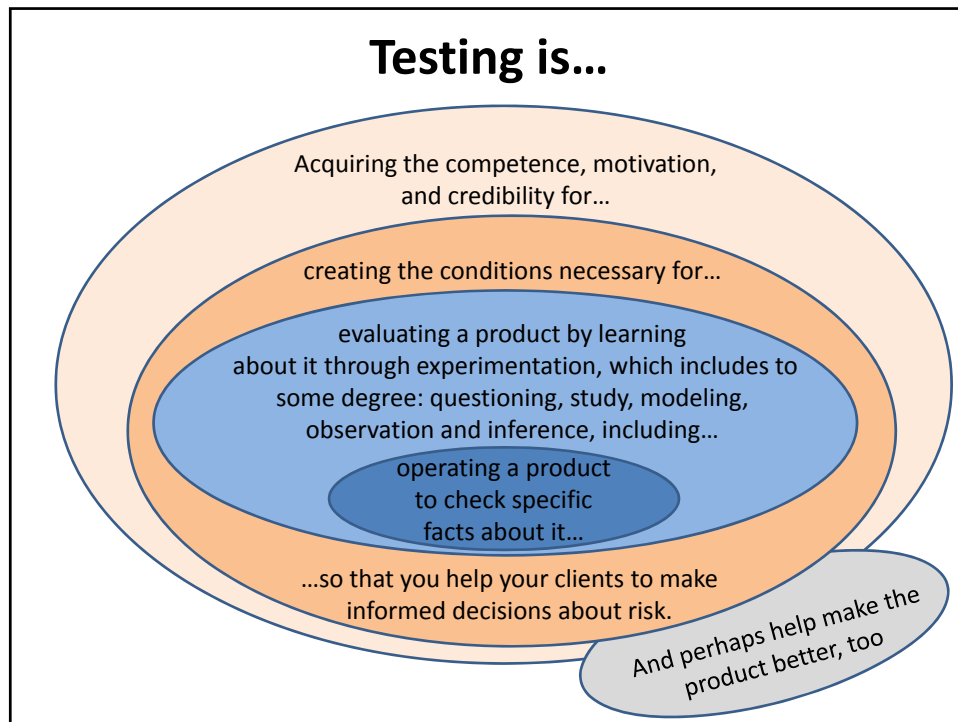 Testing is…
Acquiring the competence, motivation,
and credibility for…
creating the conditions necessary for…
evaluating a product by learning
about it through experimentation, which includes to
some degree: questioning, study, modeling,
observation and inference, including…
operating a product
to check specific
facts about it…
…so that you help your clients to make
informed decisions about risk.
And perhaps help make the
product better, too